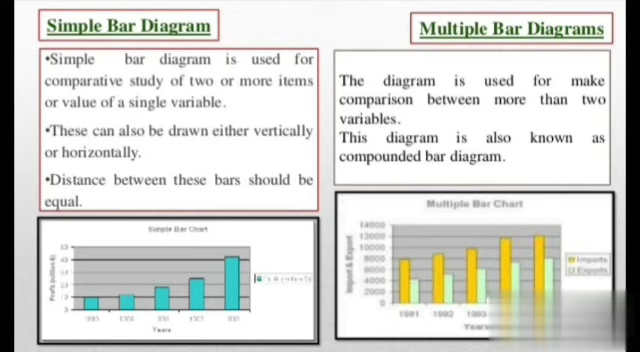 Simple Bar Diagram
•Simple bar diagram is used for
comparative study of two or more items
or value of a single variable.
•These can also be drawn either vertically
or horizontally.
•Distance between these bars should be
equal.
Simple Bar Chart
Years
Multiple Bar Diagrams
The diagram is used for make
comparison between more than two
variables.
This diagram is also known as
compounded bar diagram.
Multiple Bar Chart
Import & Export
14000
12000
10000
8000
6000
4000
2000
0
1991 1992 1993
Years
Imports
Exports